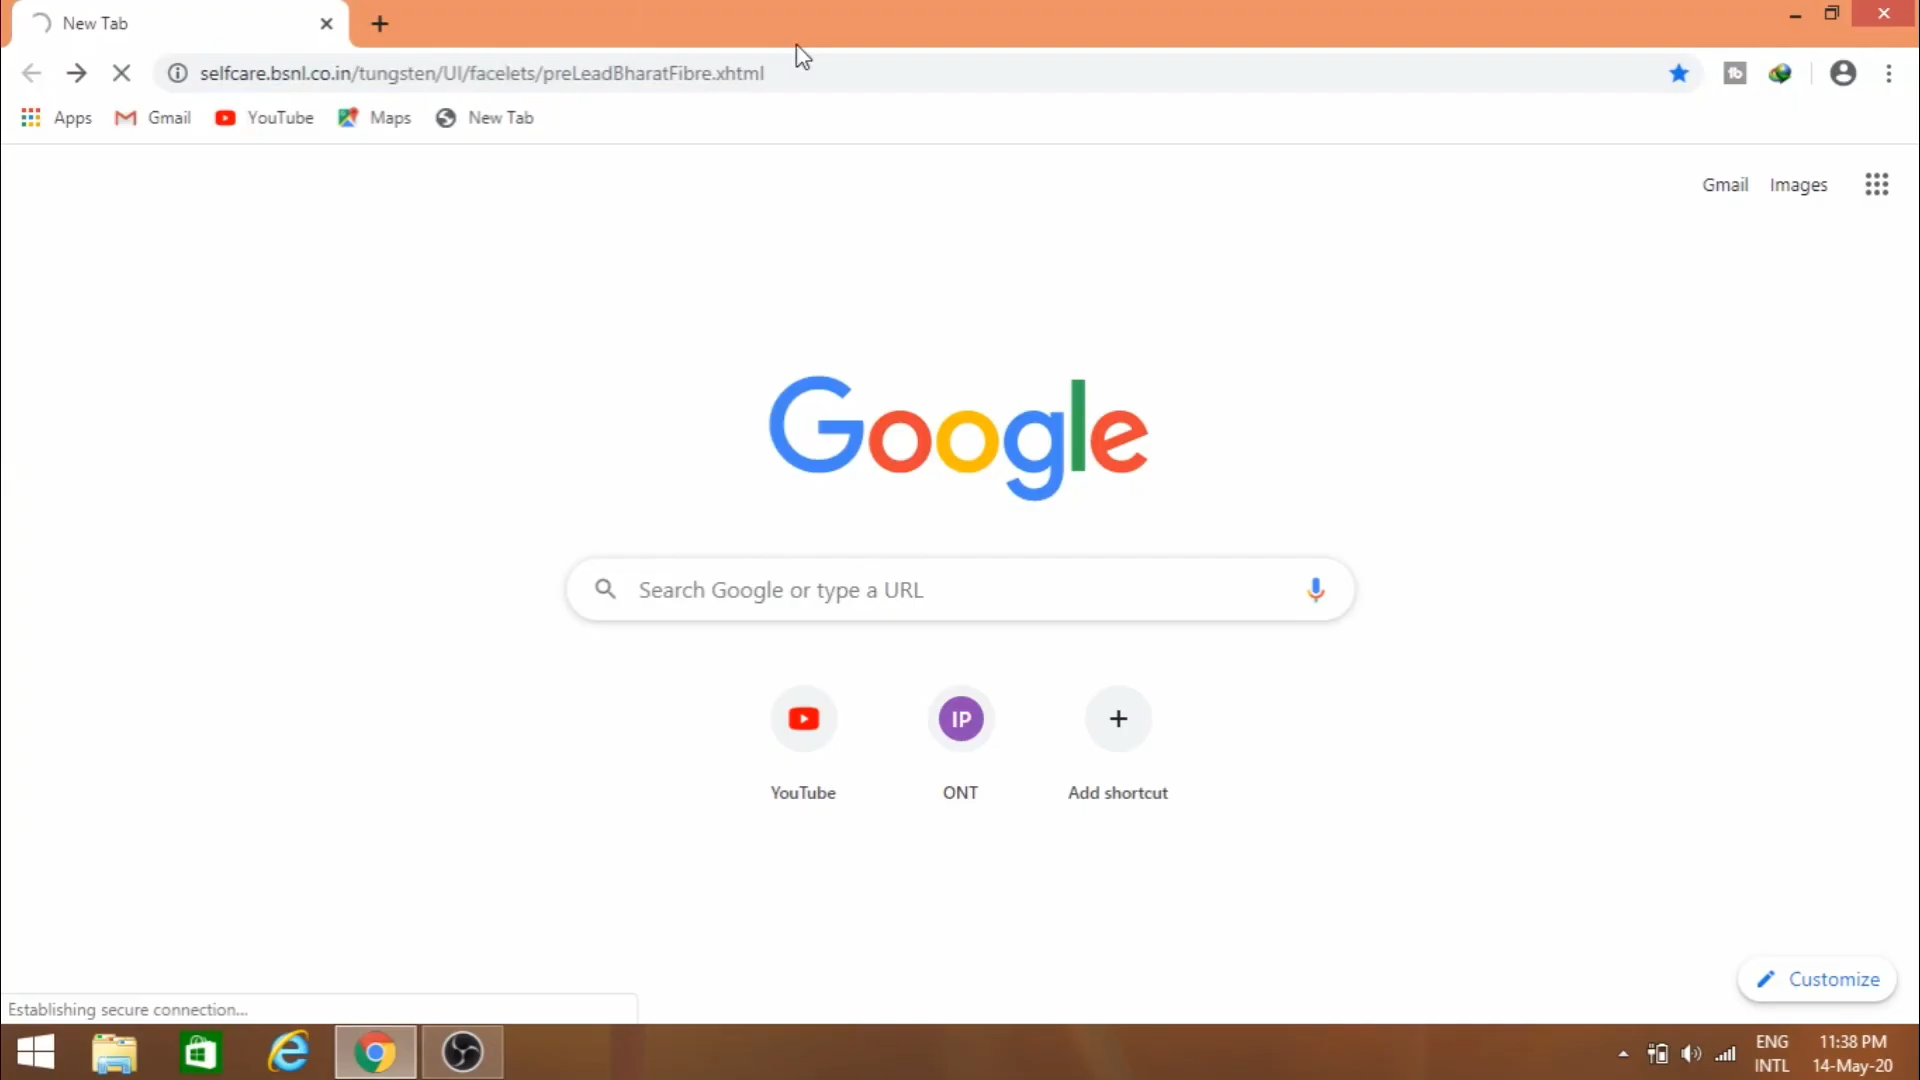 New Tab
selfcare.bsnl.co.in/tungsten/UI/facelets/preLeadBharatFibre.xhtml
Apps Gmail YouTube Maps New Tab
Gmail Images
Google
Search Google or type a URL
IP
YouTube ONT Add shortcut
Customize
Establishing secure connection...
ENG 11:38 PM
INTL 14-May-20